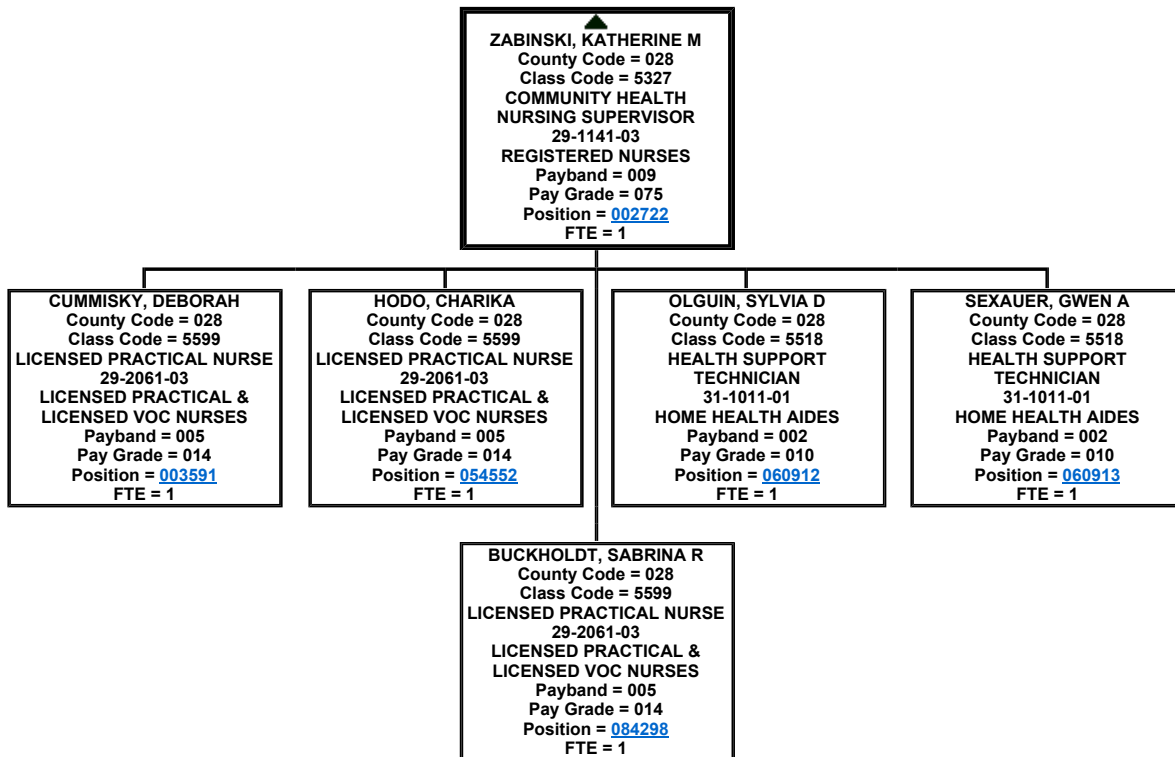 ZABINSKI, KATHERINE M
County Code = 028
Class Code = 5327
COMMUNITY HEALTH
NURSING SUPERVISOR
29-1141-03
REGISTERED NURSES
Payband = 009
Pay Grade = 075
Position = 002722
FTE = 1
CUMMISKY, DEBORAH
County Code = 028
Class Code = 5599
LICENSED PRACTICAL NURSE
29-2061-03
LICENSED PRACTICAL &
LICENSED VOC NURSES
Payband = 005
Pay Grade = 014
Position = 003591
FTE = 1
HODO, CHARIKA
County Code = 028
Class Code = 5599
LICENSED PRACTICAL NURSE
29-2061-03
LICENSED PRACTICAL &
LICENSED VOC NURSES
Payband = 005
Pay Grade = 014
Position = 054552
FTE = 1
OLGUIN, SYLVIA D
County Code = 028
Class Code = 5518
HEALTH SUPPORT
TECHNICIAN
31-1011-01
HOME HEALTH AIDES
Payband = 002
Pay Grade = 010
Position = 060912
FTE = 1
SEXAUER, GWEN A
County Code = 028
Class Code = 5518
HEALTH SUPPORT
TECHNICIAN
31-1011-01
HOME HEALTH AIDES
Payband = 002
Pay Grade = 010
Position = 060913
FTE = 1
BUCKHOLDT, SABRINA R
County Code = 028
Class Code = 5599
LICENSED PRACTICAL NURSE
29-2061-03
LICENSED PRACTICAL &
LICENSED VOC NURSES
Payband = 005
Pay Grade = 014
Position = 084298
FTE = 1